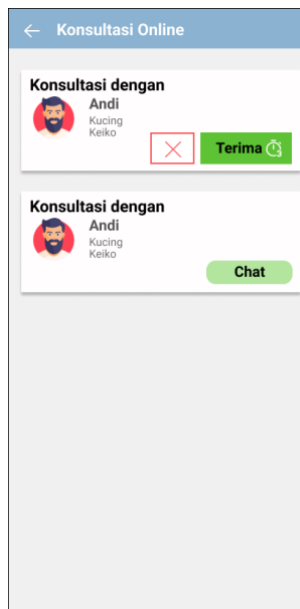 Konsultasi Online
Konsultasi dengan
Andi
Kucing
Keiko
Terima
Konsultasi dengan
Andi
Kucing
Keiko
Chat